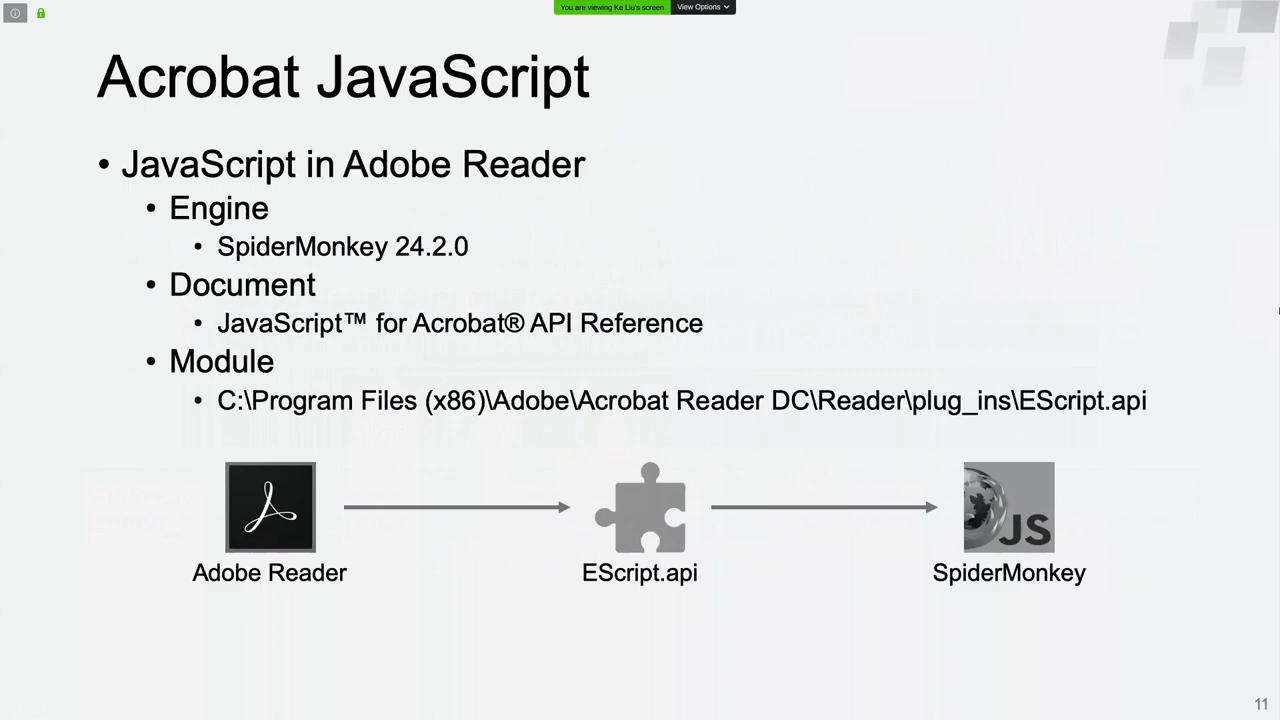 You are viewing Ke Liu's screen
View Options
Acrobat JavaScript
• JavaScript in Adobe Reader
• Engine
• SpiderMonkey 24.2.0
• Document
• JavaScript™ for Acrobat® API Reference
• Module
• C:\Program Files (x86)\Adobe\Acrobat Reader DC\Reader\plug_ins\EScript.api
JS
Adobe Reader
EScript.api
SpiderMonkey
11